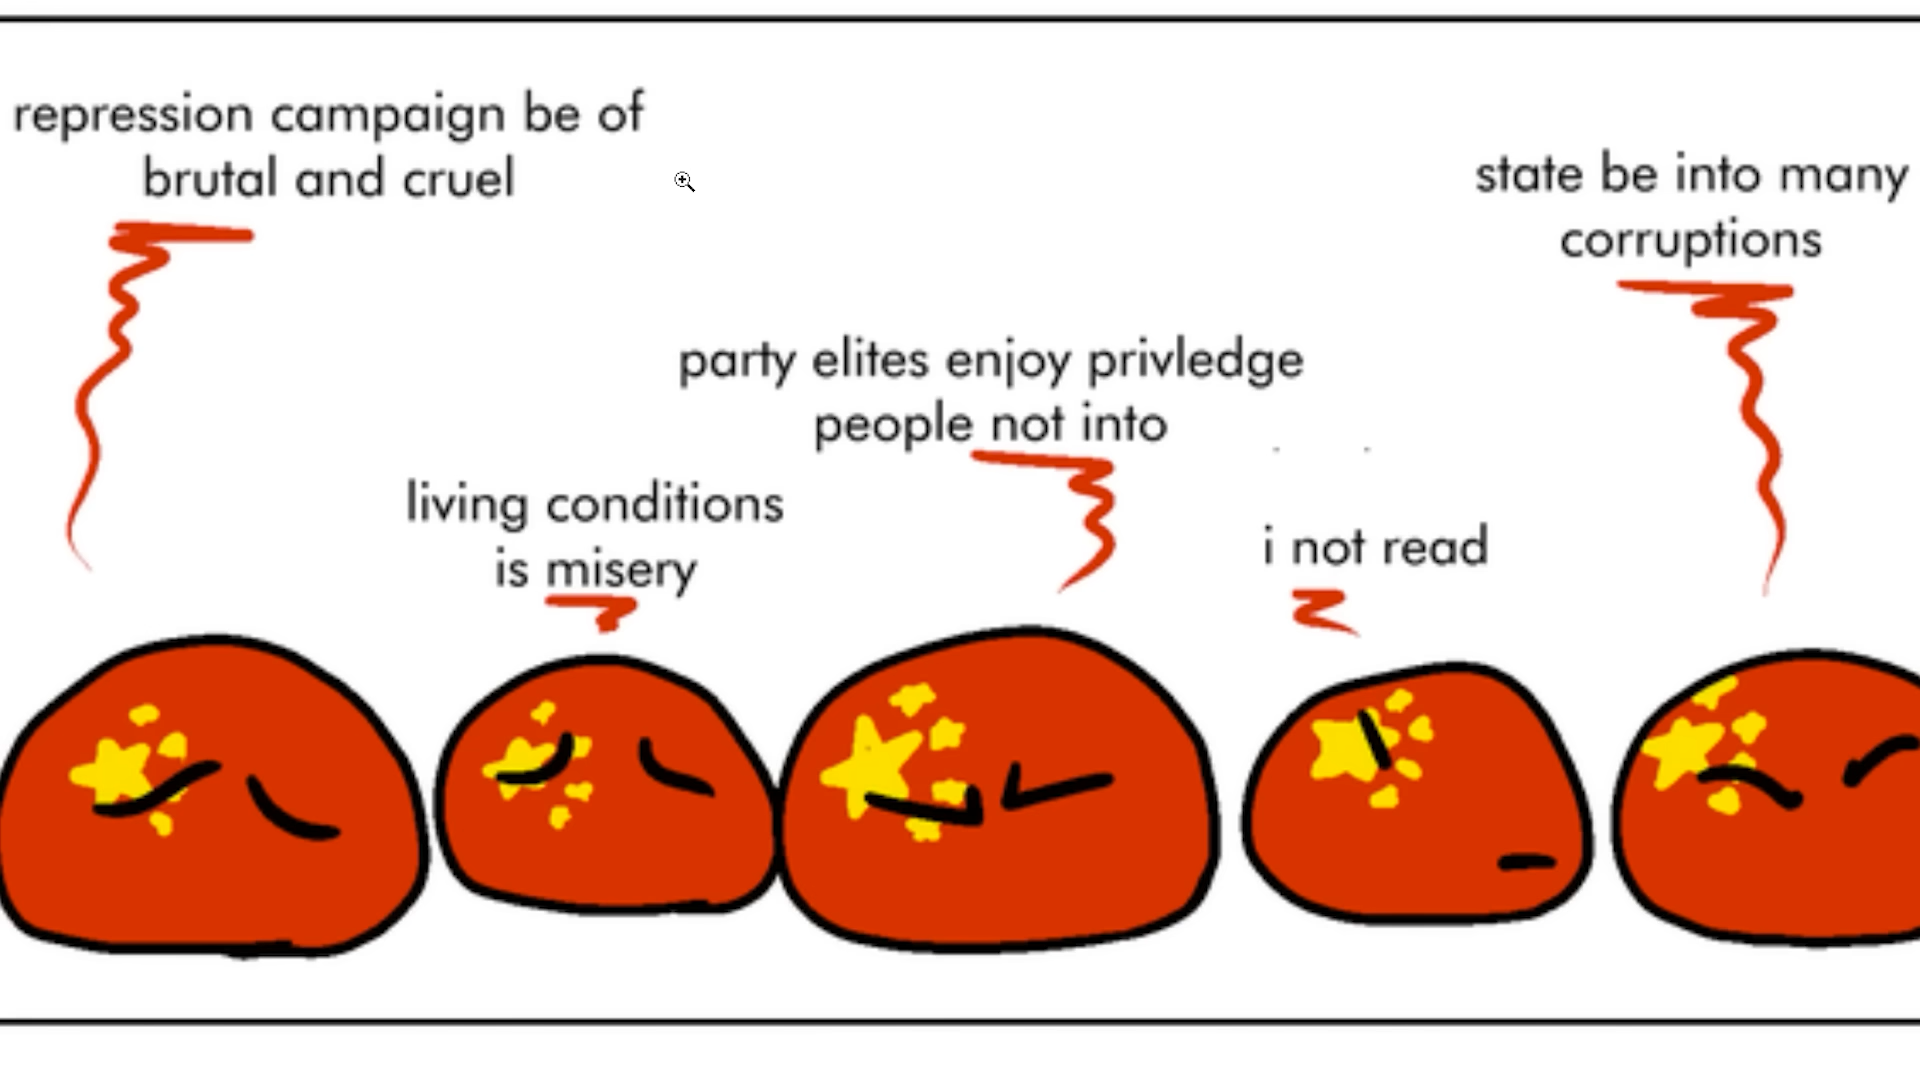 repression campaign be of
brutal and cruel
living conditions
is misery
party elites enjoy privledge
people not into
i not read
state be into many
corruptions